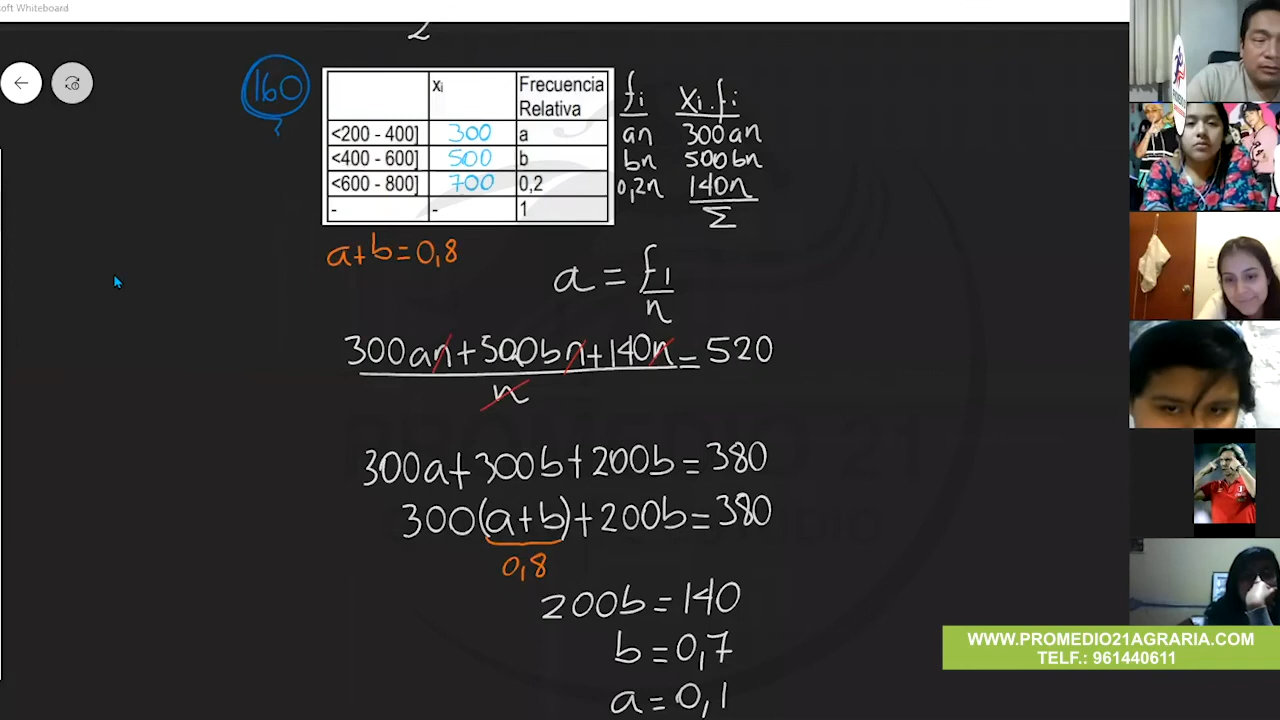 soft Whiteboard
2
160
xi Frecuencia Relativa fi xi.fi
<200 - 400] 300 a an 300an
<400 - 600] 500 b bn 500bn
<600 - 800] 700 0,2 0,2n 140n
- - 1 Σ
a+b=0,8
a = f1/n
300an+500bn+140n = 520
n
300a+300b+200b=380
300(a+b)+200b=380
0,8
200b=140
b=0,7
a=0,1
WWW.PROMEDIO21AGRARIA.COM
TELF.: 961440611